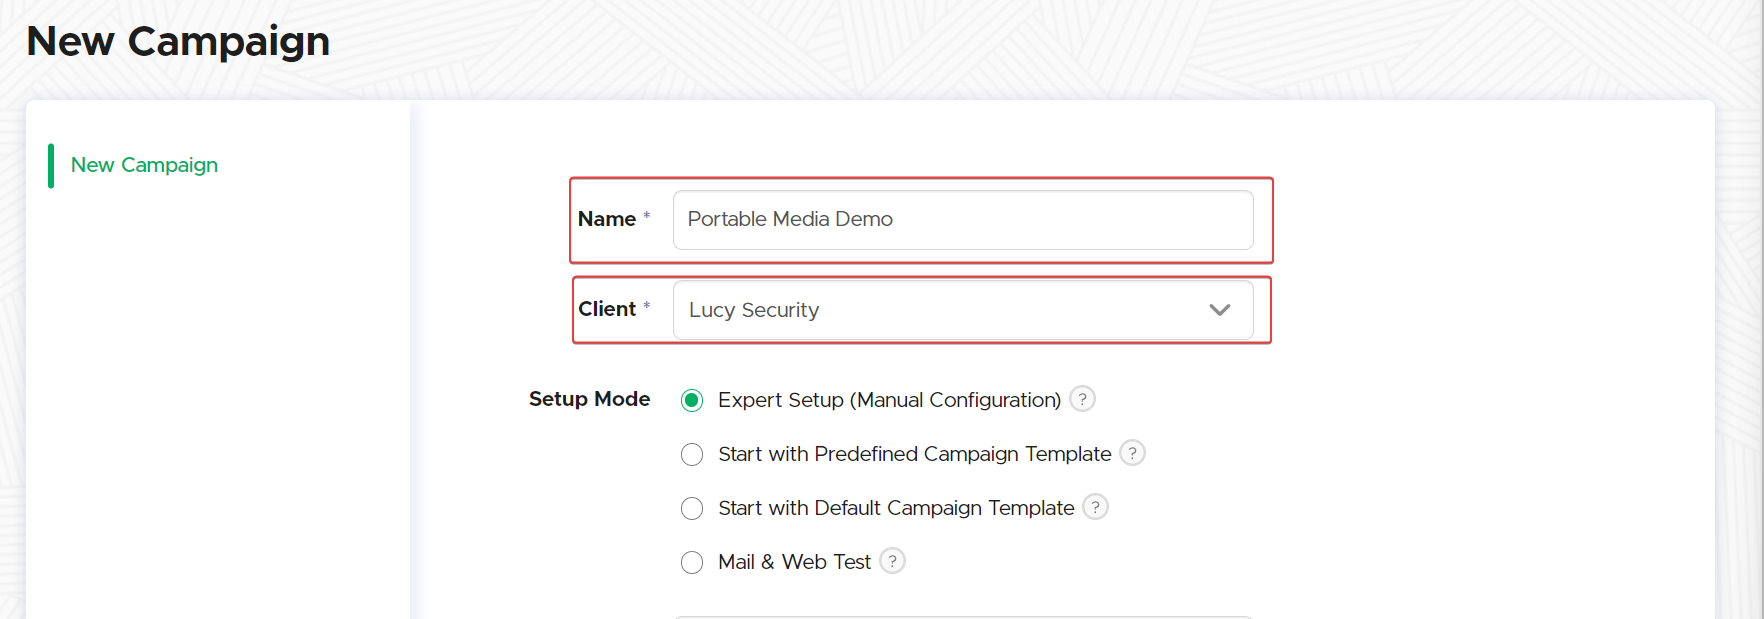 New Campaign
New Campaign
Name *
Portable Media Demo
Client *
Lucy Security
Setup Mode
Expert Setup (Manual Configuration) ?
Start with Predefined Campaign Template ?
Start with Default Campaign Template ?
Mail & Web Test ?